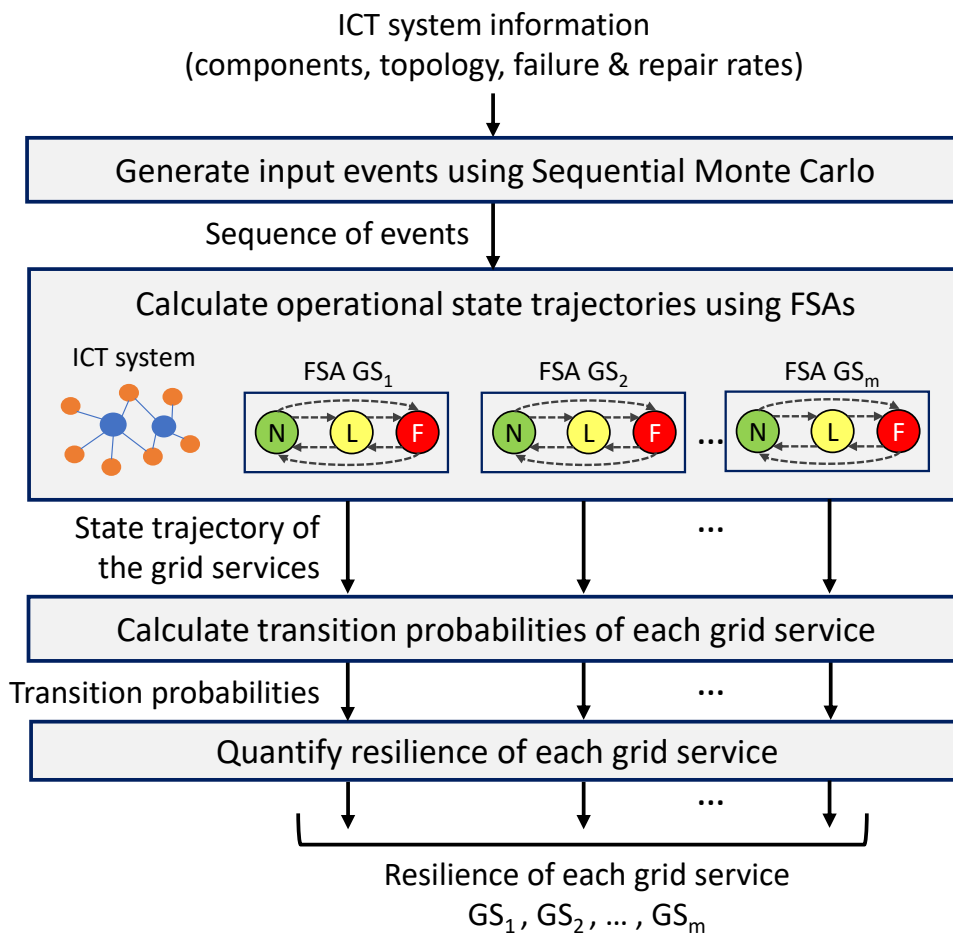 ICT system information
(components, topology, failure & repair rates)
Generate input events using Sequential Monte Carlo
Sequence of events
Calculate operational state trajectories using FSAs
ICT system
FSA GS₁
FSA GS₂
FSA GSₘ
N L F
N L F
...
N L F
State trajectory of
the grid services
...
Calculate transition probabilities of each grid service
Transition probabilities
...
Quantify resilience of each grid service
...
Resilience of each grid service
GS₁ , GS₂ , ... , GSₘ